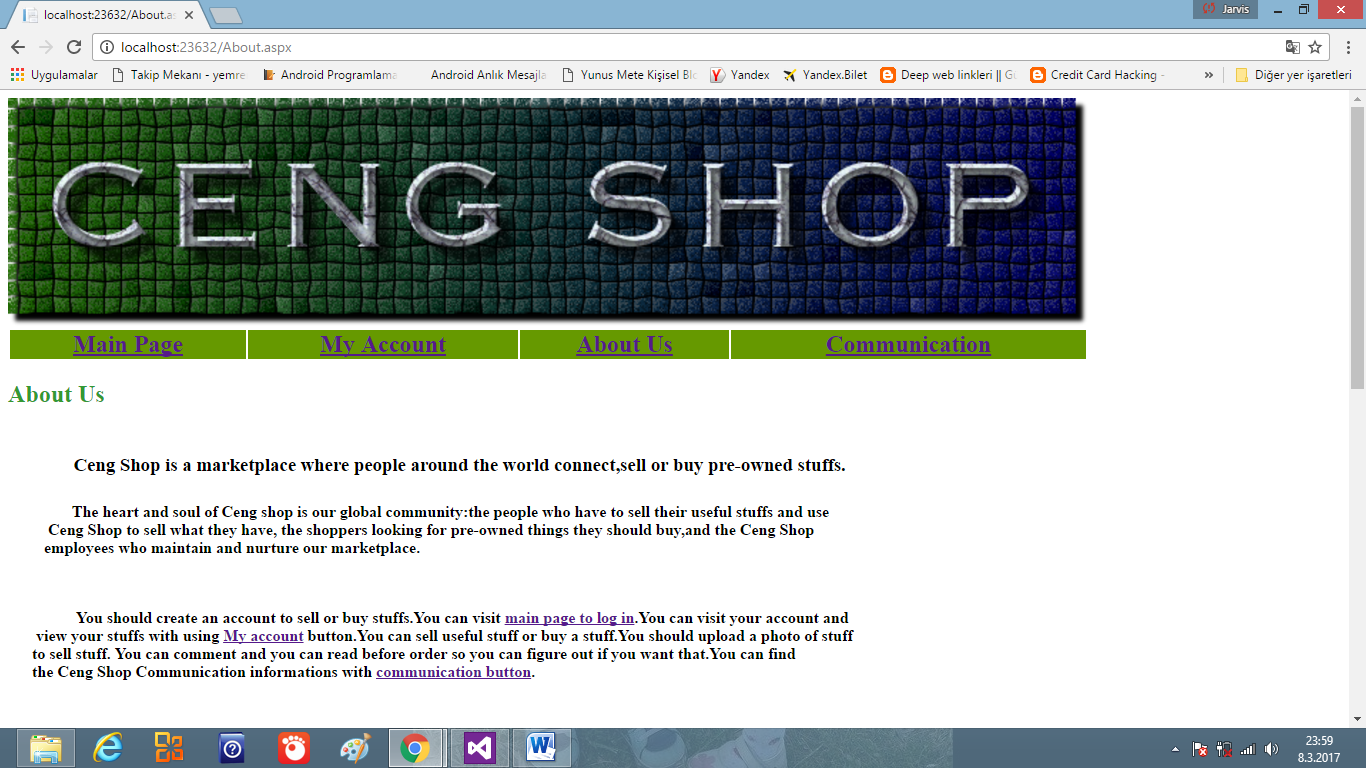 localhost:23632/About.as
Jarvis
localhost:23632/About.aspx
Uygulamalar Takip Mekanı - yemre Android Programlama Android Anlık Mesajla Yunus Mete Kişisel Blo Yandex Yandex.Bilet Deep web linkleri || Gü Credit Card Hacking - » Diğer yer işaretleri
CENG SHOP
Main Page My Account About Us Communication
About Us
Ceng Shop is a marketplace where people around the world connect,sell or buy pre-owned stuffs.
The heart and soul of Ceng shop is our global community:the people who have to sell their useful stuffs and use
Ceng Shop to sell what they have, the shoppers looking for pre-owned things they should buy,and the Ceng Shop
employees who maintain and nurture our marketplace.
You should create an account to sell or buy stuffs.You can visit main page to log in.You can visit your account and
view your stuffs with using My account button.You can sell useful stuff or buy a stuff.You should upload a photo of stuff
to sell stuff. You can comment and you can read before order so you can figure out if you want that.You can find
the Ceng Shop Communication informations with communication button.
23:59
8.3.2017